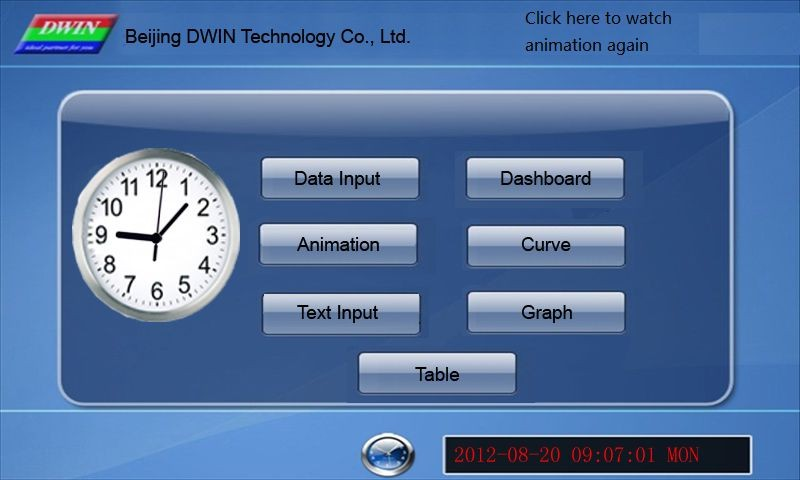 DWIN
ideal partner for you
Beijing DWIN Technology Co., Ltd.
Click here to watch
animation again
12
1
2
3
4
5
6
7
8
9
10
11
Data Input
Dashboard
Animation
Curve
Text Input
Graph
Table
2012-08-20 09:07:01 MON